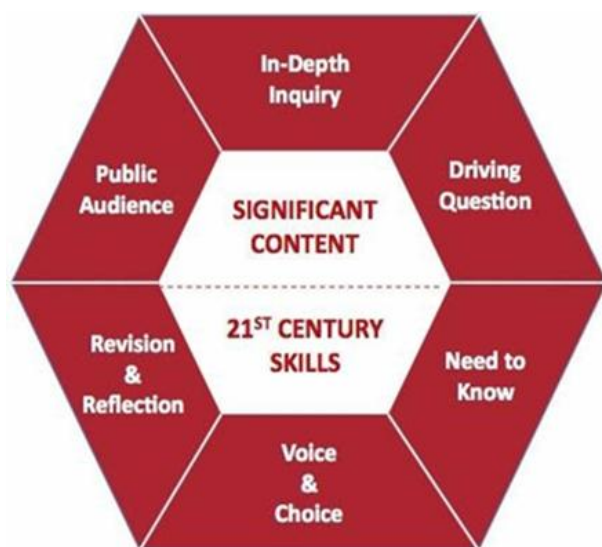 In-Depth
Inquiry
Driving
Question
Need to
Know
Voice
&
Choice
Revision
&
Reflection
Public
Audience
SIGNIFICANT
CONTENT
21ST CENTURY
SKILLS